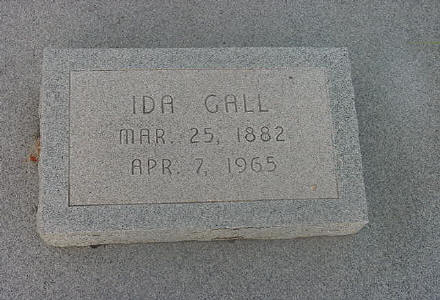 IDA GALL
MAR. 25, 1882
APR. 7, 1965